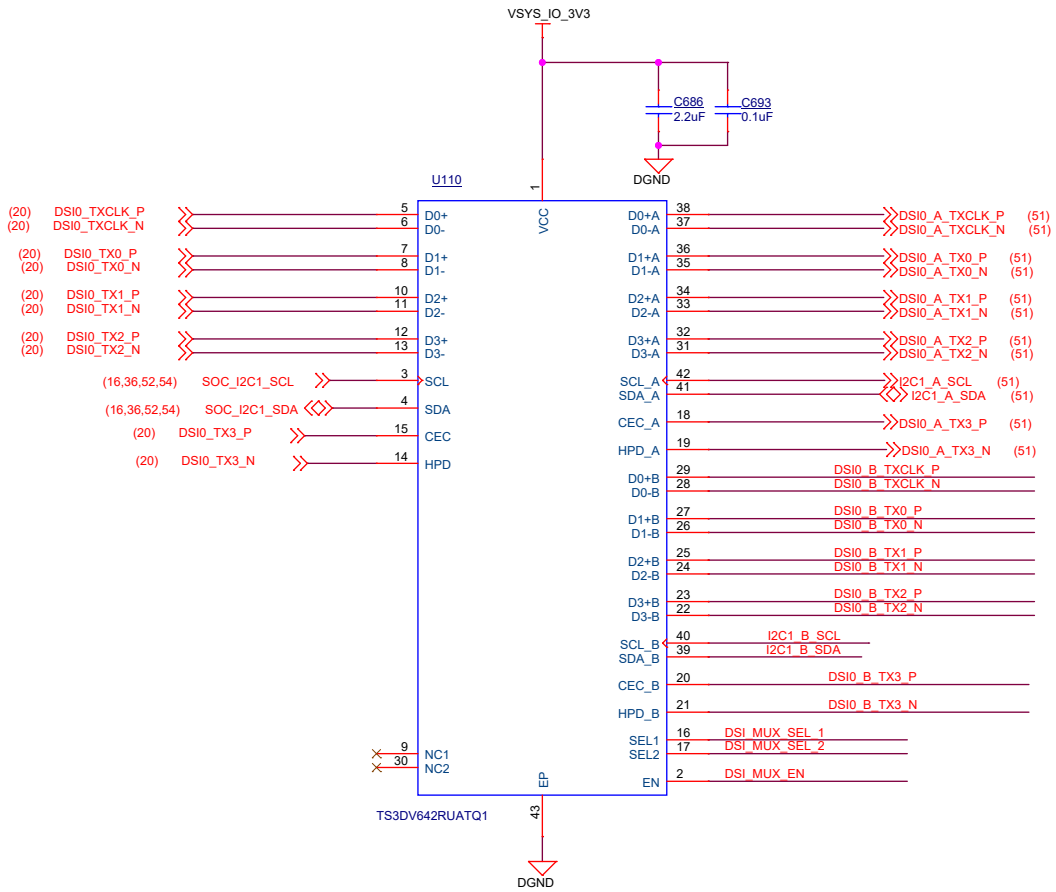 VSYS_IO_3V3
C686
2.2uF
C693
0.1uF
DGND
U110
1
VCC
(20) DSI0_TXCLK_P 5 D0+
(20) DSI0_TXCLK_N 6 D0-
(20) DSI0_TX0_P 7 D1+
(20) DSI0_TX0_N 8 D1-
(20) DSI0_TX1_P 10 D2+
(20) DSI0_TX1_N 11 D2-
(20) DSI0_TX2_P 12 D3+
(20) DSI0_TX2_N 13 D3-
(16,36,52,54) SOC_I2C1_SCL 3 SCL
(16,36,52,54) SOC_I2C1_SDA 4 SDA
(20) DSI0_TX3_P 15 CEC
(20) DSI0_TX3_N 14 HPD
9 NC1
30 NC2
D0+A 38 DSI0_A_TXCLK_P (51)
D0-A 37 DSI0_A_TXCLK_N (51)
D1+A 36 DSI0_A_TX0_P (51)
D1-A 35 DSI0_A_TX0_N (51)
D2+A 34 DSI0_A_TX1_P (51)
D2-A 33 DSI0_A_TX1_N (51)
D3+A 32 DSI0_A_TX2_P (51)
D3-A 31 DSI0_A_TX2_N (51)
SCL_A 42 I2C1_A_SCL (51)
SDA_A 41 I2C1_A_SDA (51)
CEC_A 18 DSI0_A_TX3_P (51)
HPD_A 19 DSI0_A_TX3_N (51)
D0+B 29 DSI0_B_TXCLK_P
D0-B 28 DSI0_B_TXCLK_N
D1+B 27 DSI0_B_TX0_P
D1-B 26 DSI0_B_TX0_N
D2+B 25 DSI0_B_TX1_P
D2-B 24 DSI0_B_TX1_N
D3+B 23 DSI0_B_TX2_P
D3-B 22 DSI0_B_TX2_N
SCL_B 40 I2C1_B_SCL
SDA_B 39 I2C1_B_SDA
CEC_B 20 DSI0_B_TX3_P
HPD_B 21 DSI0_B_TX3_N
SEL1 16 DSI_MUX_SEL_1
SEL2 17 DSI_MUX_SEL_2
EN 2 DSI_MUX_EN
EP
43
TS3DV642RUATQ1
DGND